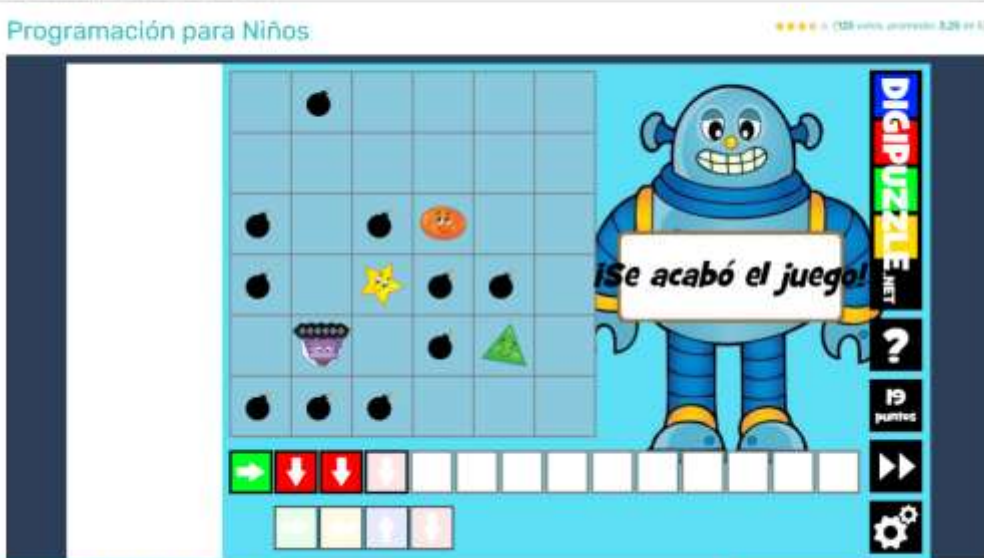 Programación para Niños
¡Se acabó el juego!
DIGIPUZZLE
.NET
?
19
puntos